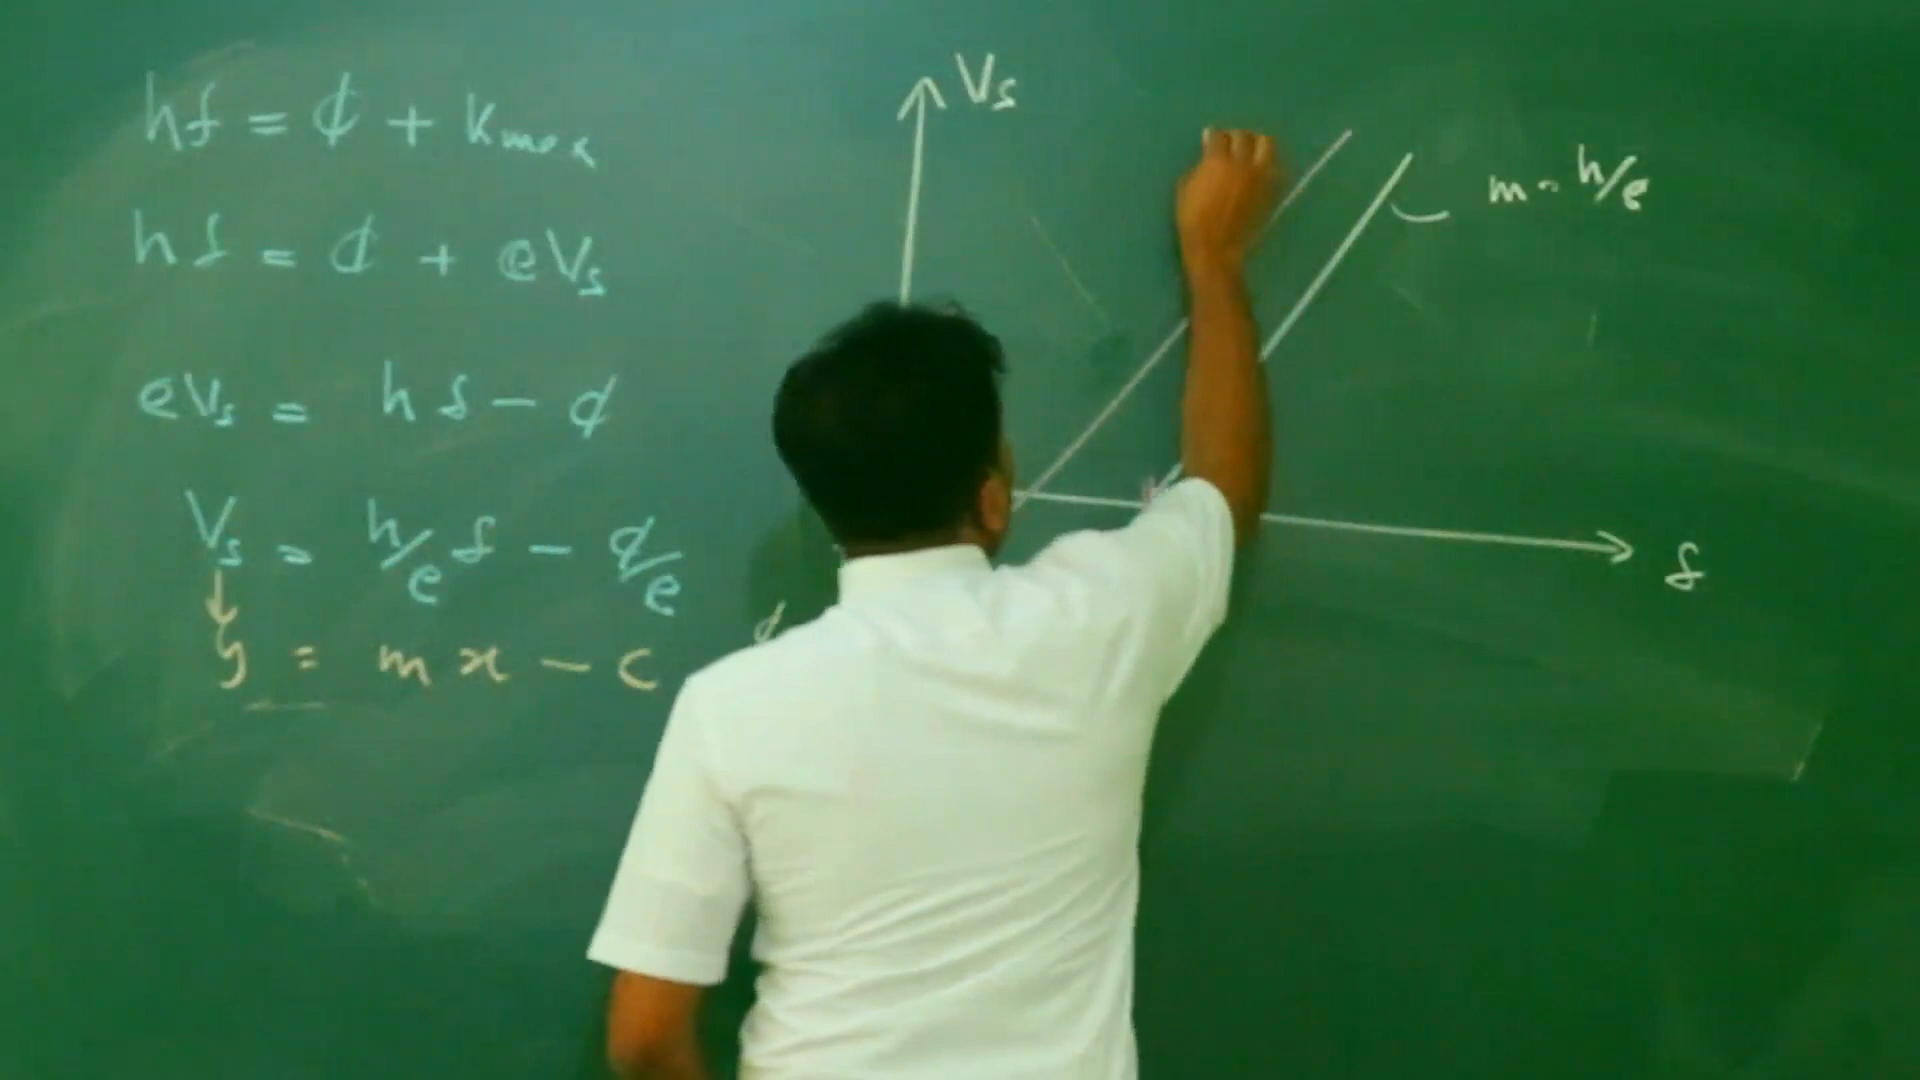 hf = ϕ + Kmax
hf = ϕ + eVs
eVs = hf - ϕ
Vs = h/e f - ϕ/e
y = mx - c
Vs
m = h/e
f